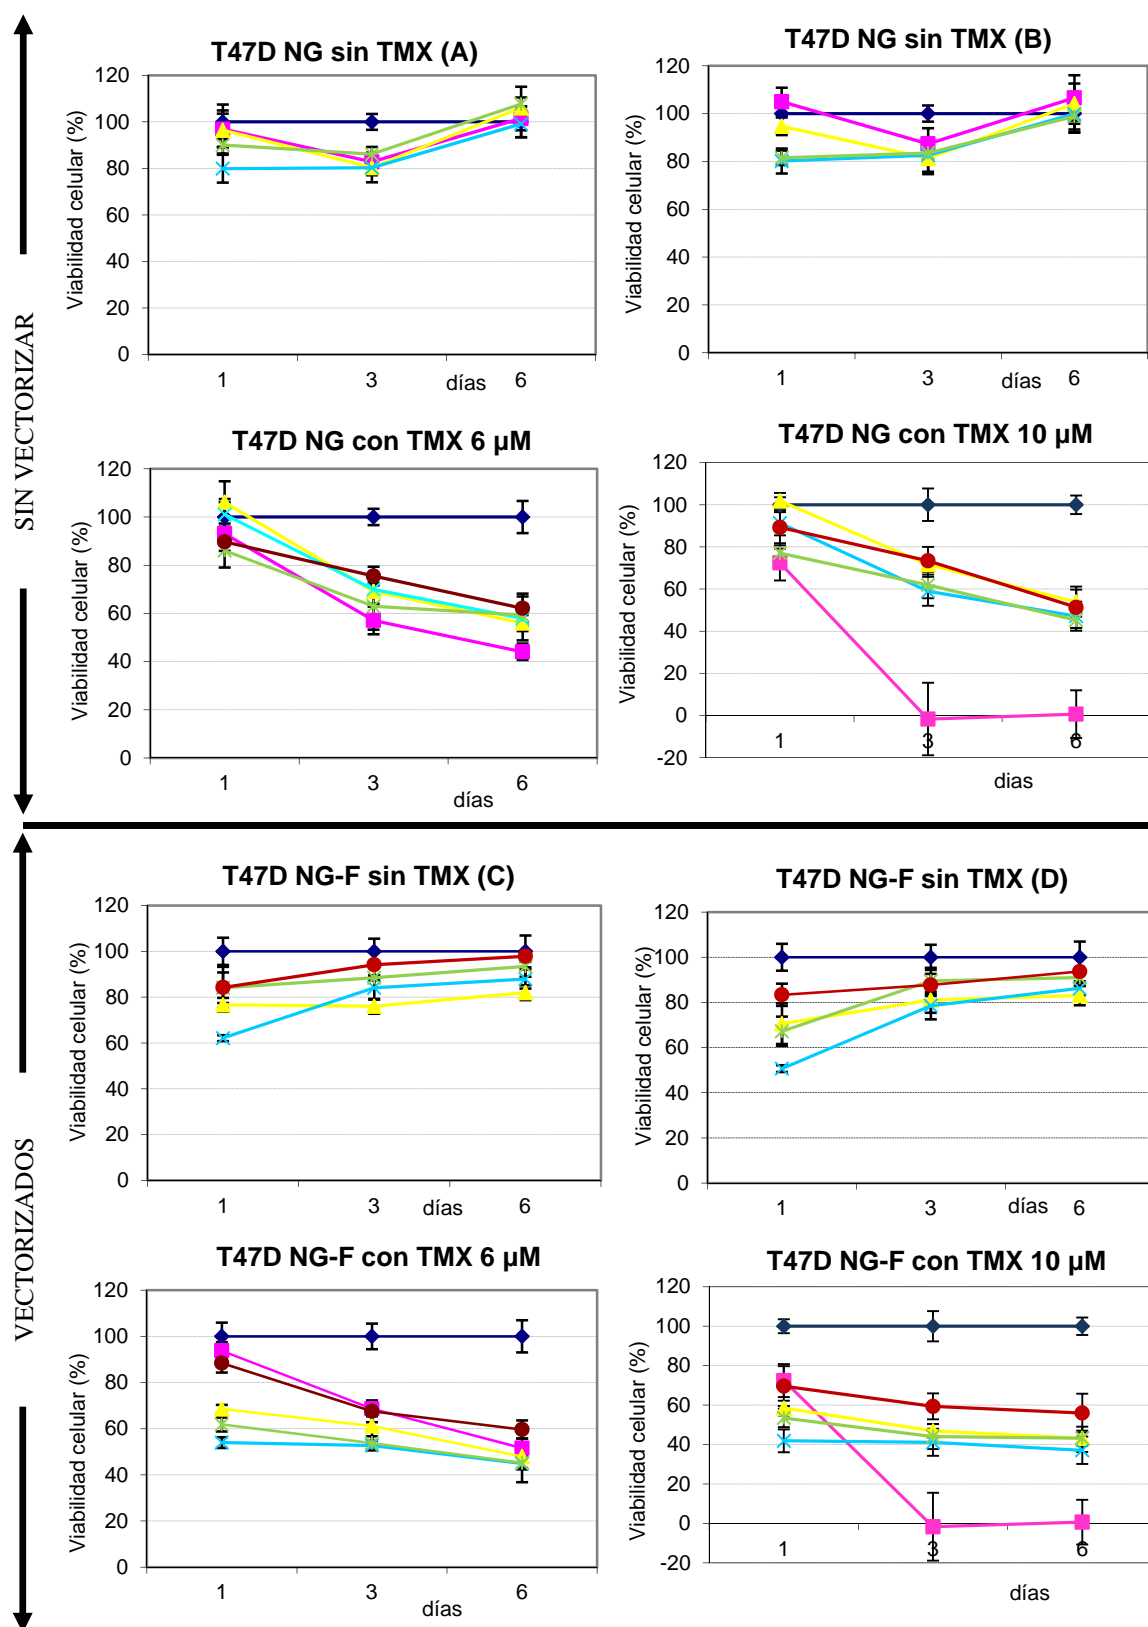 SIN VECTORIZAR
T47D NG sin TMX (A)
Viabilidad celular (%)
120
100
80
60
40
20
0
1 3 días 6
T47D NG sin TMX (B)
Viabilidad celular (%)
120
100
80
60
40
20
0
1 3 días 6
T47D NG con TMX 6 µM
Viabilidad celular (%)
120
100
80
60
40
20
0
1 3 6
días
T47D NG con TMX 10 µM
Viabilidad celular (%)
120
100
80
60
40
20
0
-20
1 3 6
dias
VECTORIZADOS
T47D NG-F sin TMX (C)
Viabilidad celular (%)
120
100
80
60
40
20
0
1 3 días 6
T47D NG-F sin TMX (D)
Viabilidad celular (%)
120
100
80
60
40
20
0
1 3 días 6
T47D NG-F con TMX 6 µM
Viabilidad celular (%)
120
100
80
60
40
20
0
1 3 6
días
T47D NG-F con TMX 10 µM
Viabilidad celular (%)
120
100
80
60
40
20
0
-20
1 3 6
días